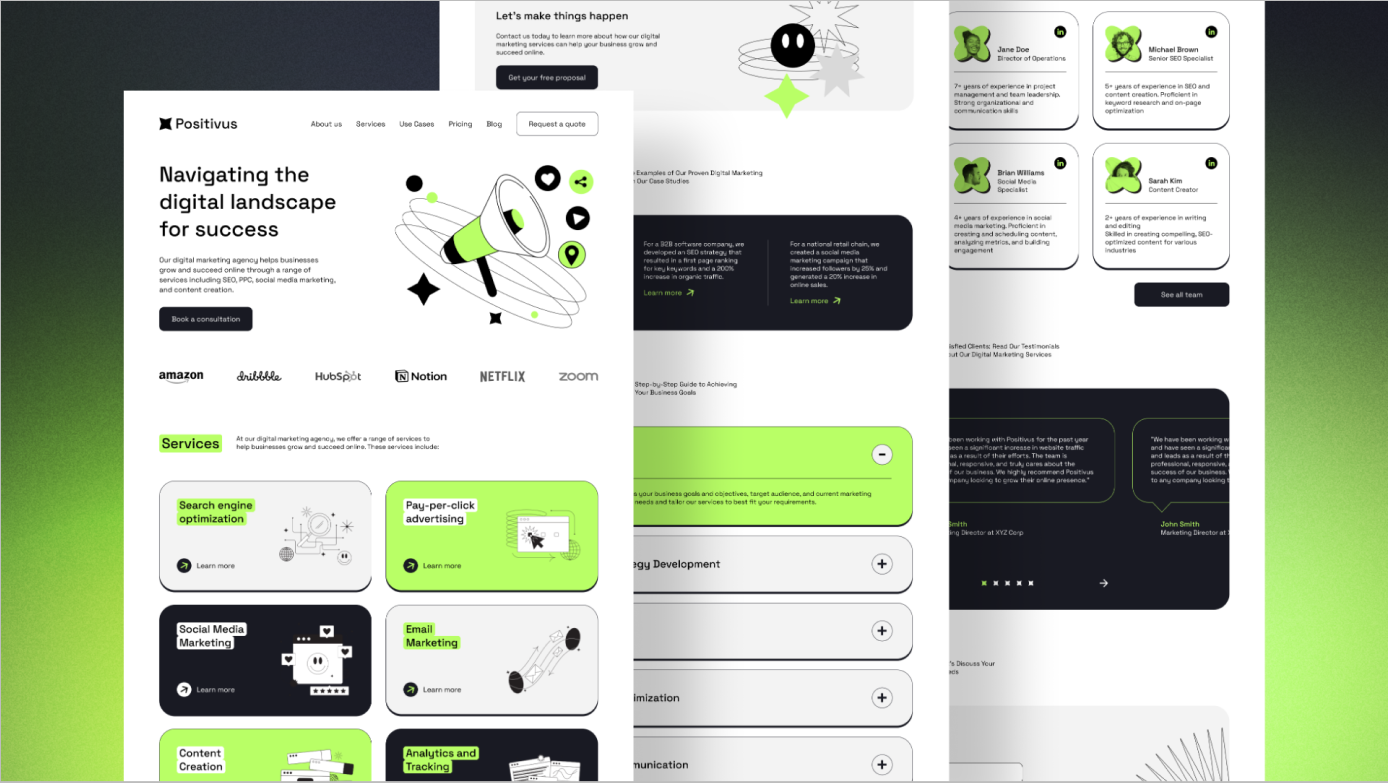 Positivus
About us
Services
Use Cases
Pricing
Blog
Request a quote
Navigating the
digital landscape
for success
Our digital marketing agency helps businesses
grow and succeed online through a range of
services including SEO, PPC, social media marketing,
and content creation.
Book a consultation
amazon
dribbble
HubSpot
Notion
NETFLIX
zoom
Services
At our digital marketing agency, we offer a range of services to
help businesses grow and succeed online. These services include:
Search engine
optimization
Learn more
Pay-per-click
advertising
Learn more
Social Media
Marketing
Learn more
Email
Marketing
Learn more
Content
Creation
Analytics and
Tracking
Let's make things happen
Contact us today to learn more about how our digital
marketing services can help your business grow and
succeed online.
Get your free proposal
Examples of Our Proven Digital Marketing
Our Case Studies
For a B2B software company, we
developed an SEO strategy that
resulted in a first page ranking
for key keywords and a 200%
increase in organic traffic.
Learn more
For a national retail chain, we
created a social media
marketing campaign that
increased followers by 25% and
generated a 20% increase in
online sales.
Learn more
Step-by-Step Guide to Achieving
Your Business Goals
your business goals and objectives, target audience, and current marketing
needs and tailor our services to best fit your requirements.
egy Development
imization
munication
Jane Doe
Director of Operations
in
7+ years of experience in project
management and team leadership.
Strong organizational and
communication skills
Michael Brown
Senior SEO Specialist
in
5+ years of experience in SEO and
content creation. Proficient in
keyword research and on-page
optimization
Brian Williams
Social Media
Specialist
in
4+ years of experience in social
media marketing. Proficient in
creating and scheduling content,
analyzing metrics, and building
engagement
Sarah Kim
Content Creator
in
2+ years of experience in writing
and editing
Skilled in creating compelling, SEO-
optimized content for various
industries
See all team
isfied Clients: Read Our Testimonials
ut Our Digital Marketing Services
been working with Positivus for the past year
seen a significant increase in website traffic
as a result of their efforts. The team is
nal, responsive, and truly cares about the
of our business. We highly recommend Positivus
mpany looking to grow their online presence."
Smith
ing Director at XYZ Corp
"We have been working w
and have seen a significan
and leads as a result of th
professional, responsive,
success of our business.
to any company looking t
John Smith
Marketing Director at
's Discuss Your
eds